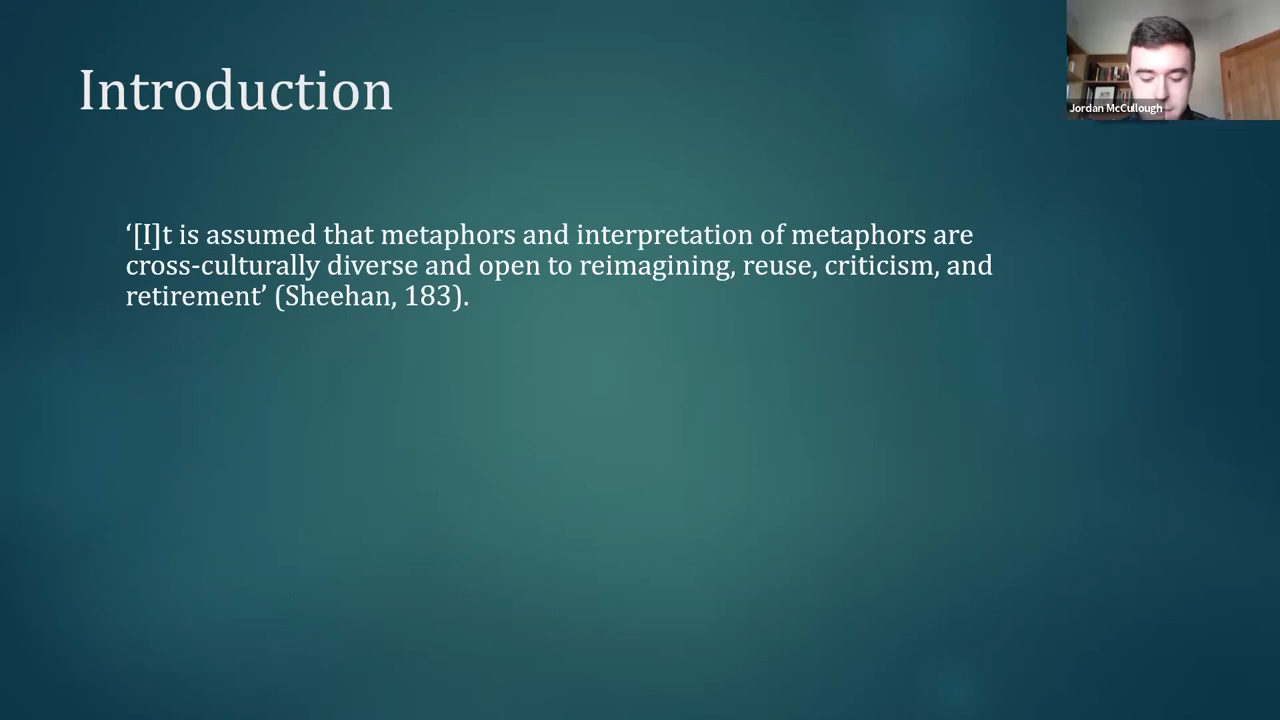 Introduction
Jordan McCullough
‘[I]t is assumed that metaphors and interpretation of metaphors are
cross-culturally diverse and open to reimagining, reuse, criticism, and
retirement’ (Sheehan, 183).